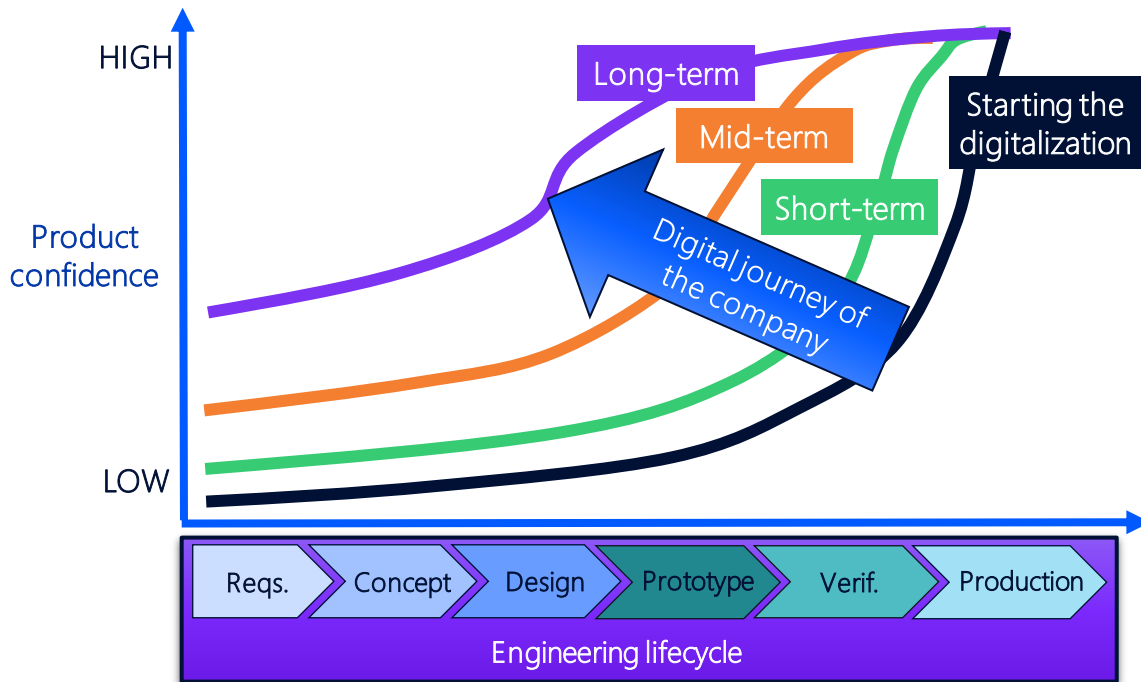 HIGH
Long-term
Starting the
digitalization
Mid-term
Short-term
Product
confidence
Digital journey of
the company
LOW
Reqs.
Concept
Design
Prototype
Verif.
Production
Engineering lifecycle